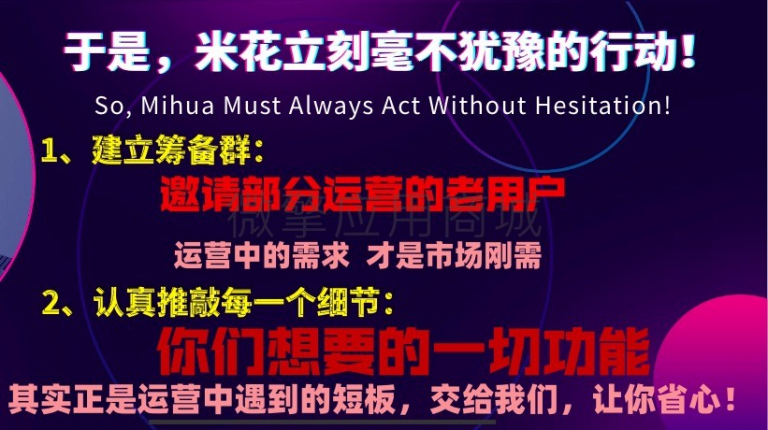 于是，米花立刻毫不犹豫的行动！
So, Mihua Must Always Act Without Hesitation!
1、建立筹备群：
邀请部分运营的老用户
微擎应用商城
运营中的需求 才是市场刚需
2、认真推敲每一个细节：
你们想要的一切功能
其实正是运营中遇到的短板，交给我们，让你省心！